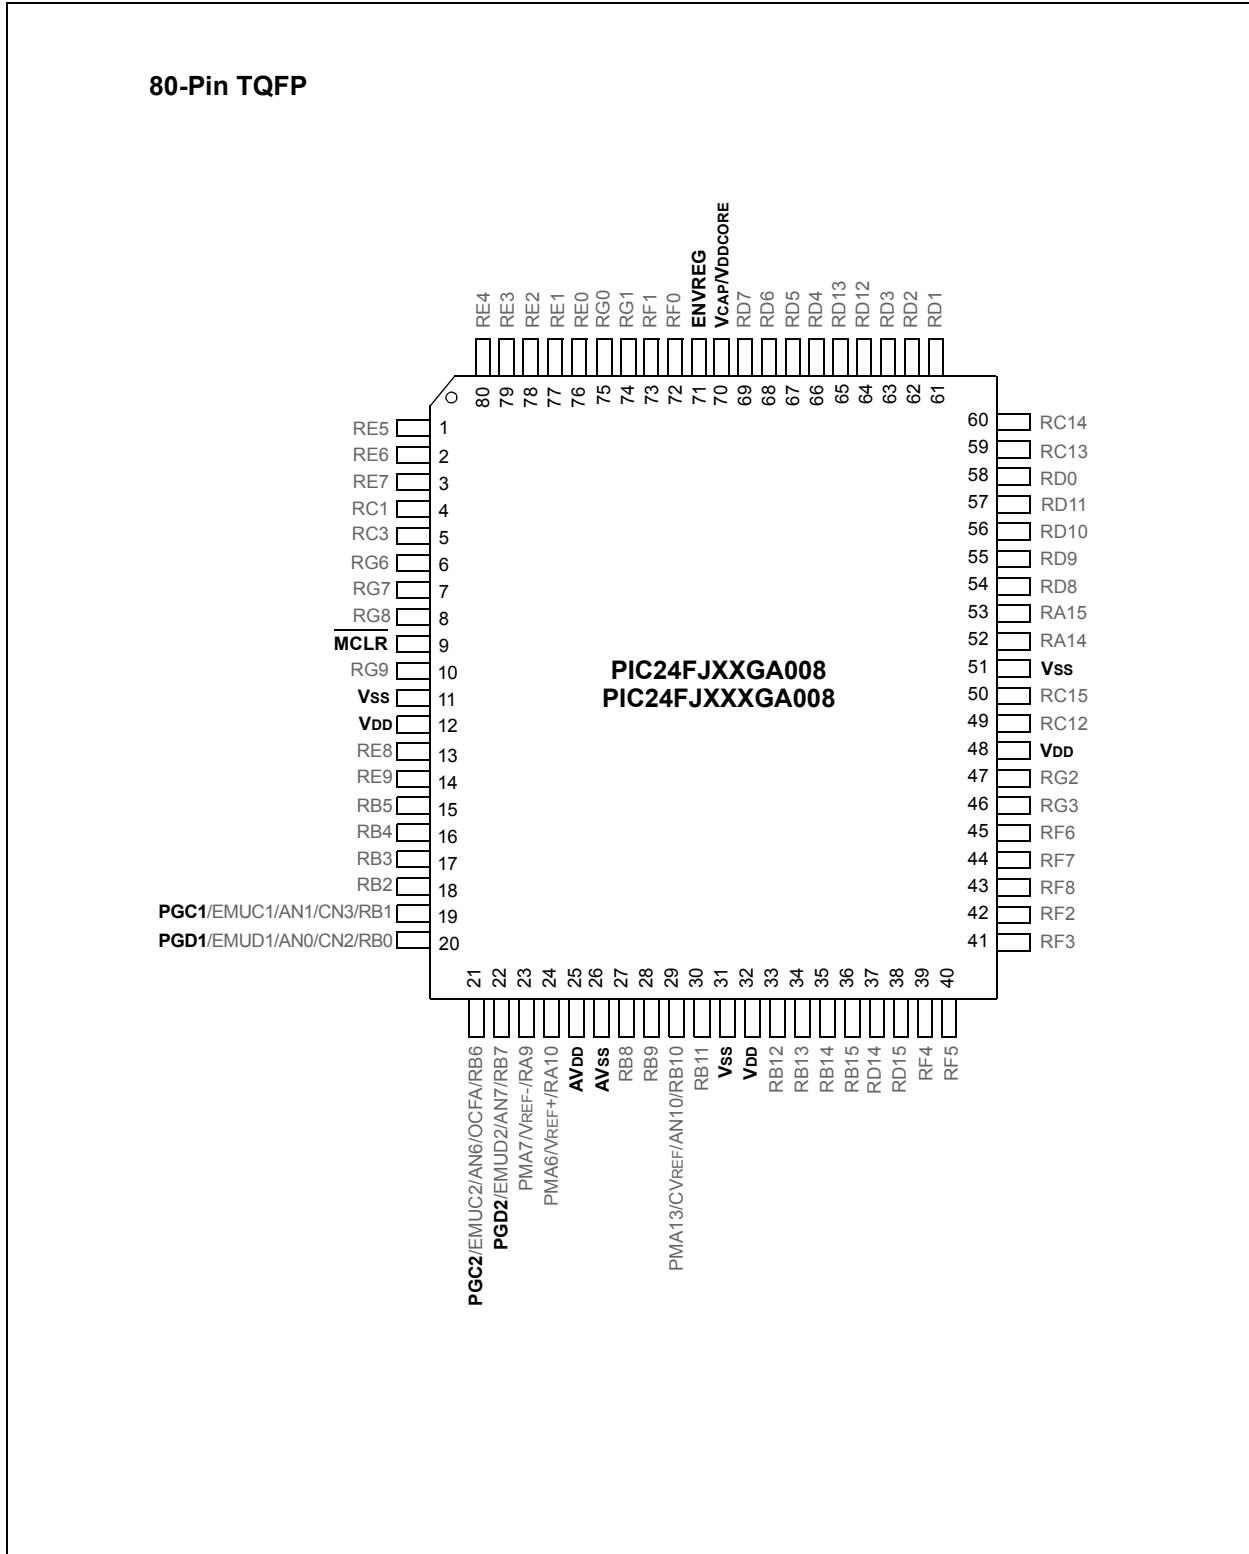 80-Pin TQFP
RE4
RE3
RE2
RE1
RE0
RG0
RG1
RF1
RF0
ENVREG
VCAP/VDDCORE
RD7
RD6
RD5
RD4
RD13
RD12
RD3
RD2
RD1
80
79
78
77
76
75
74
73
72
71
70
69
68
67
66
65
64
63
62
61
RE5 1
RE6 2
RE7 3
RC1 4
RC3 5
RG6 6
RG7 7
RG8 8
MCLR 9
RG9 10
VSS 11
VDD 12
RE8 13
RE9 14
RB5 15
RB4 16
RB3 17
RB2 18
PGC1/EMUC1/AN1/CN3/RB1 19
PGD1/EMUD1/AN0/CN2/RB0 20
PIC24FJXXGA008
PIC24FJXXXGA008
60 RC14
59 RC13
58 RD0
57 RD11
56 RD10
55 RD9
54 RD8
53 RA15
52 RA14
51 VSS
50 RC15
49 RC12
48 VDD
47 RG2
46 RG3
45 RF6
44 RF7
43 RF8
42 RF2
41 RF3
21
22
23
24
25
26
27
28
29
30
31
32
33
34
35
36
37
38
39
40
PGC2/EMUC2/AN6/OCFA/RB6
PGD2/EMUD2/AN7/RB7
PMA7/VREF-/RA9
PMA6/VREF+/RA10
AVDD
AVSS
RB8
RB9
PMA13/CVREF/AN10/RB10
RB11
VSS
VDD
RB12
RB13
RB14
RB15
RD14
RD15
RF4
RF5